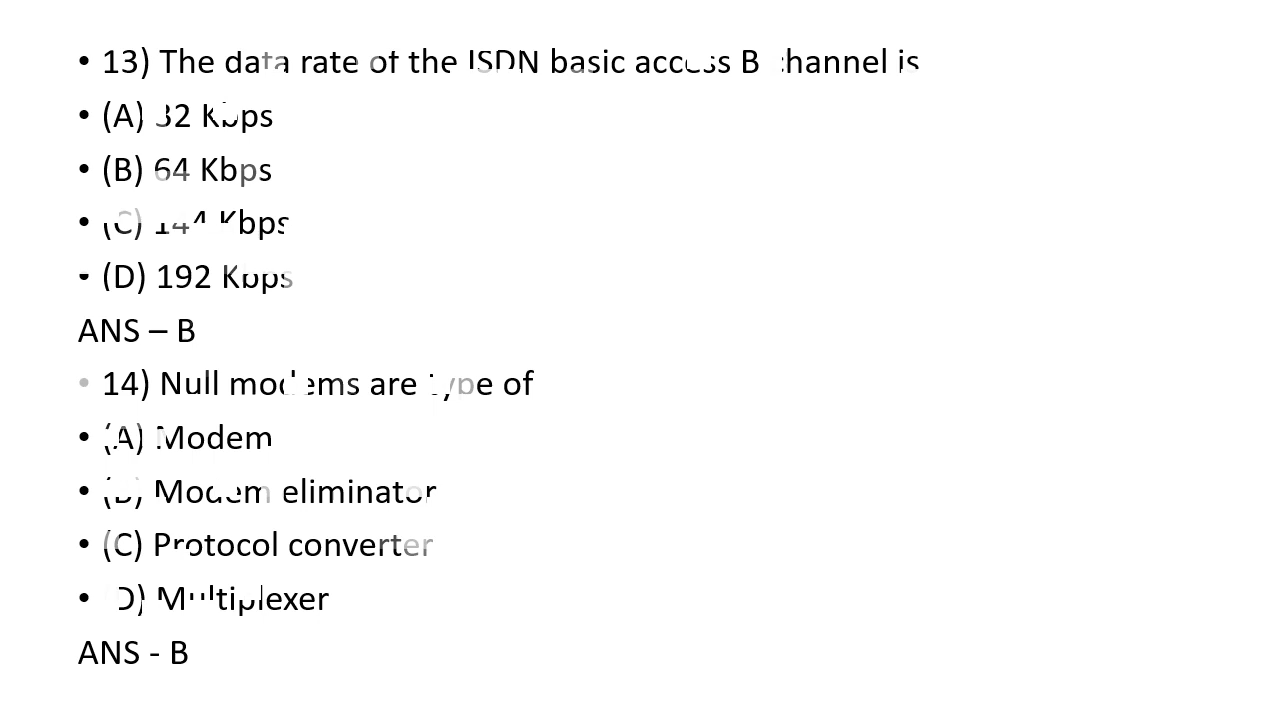 • 13) The data rate of the ISDN basic access B channel is
• (A) 32 Kbps
• (B) 64 Kbps
• (C) 144 Kbps
• (D) 192 Kbps
ANS – B
• 14) Null modems are type of
• (A) Modem
• (B) Modem eliminator
• (C) Protocol converter
• (D) Multiplexer
ANS - B